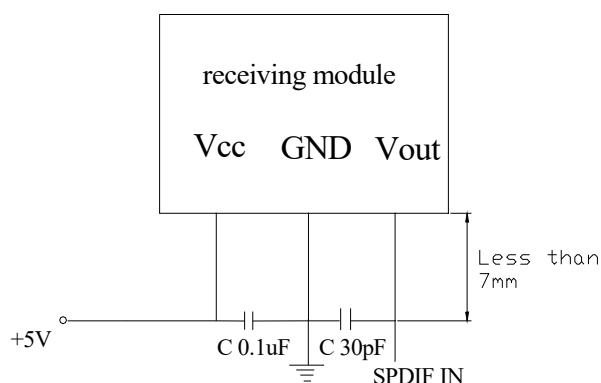 receiving module
Vcc GND Vout
Less than
7mm
+5V
C 0.1uF C 30pF
SPDIF IN